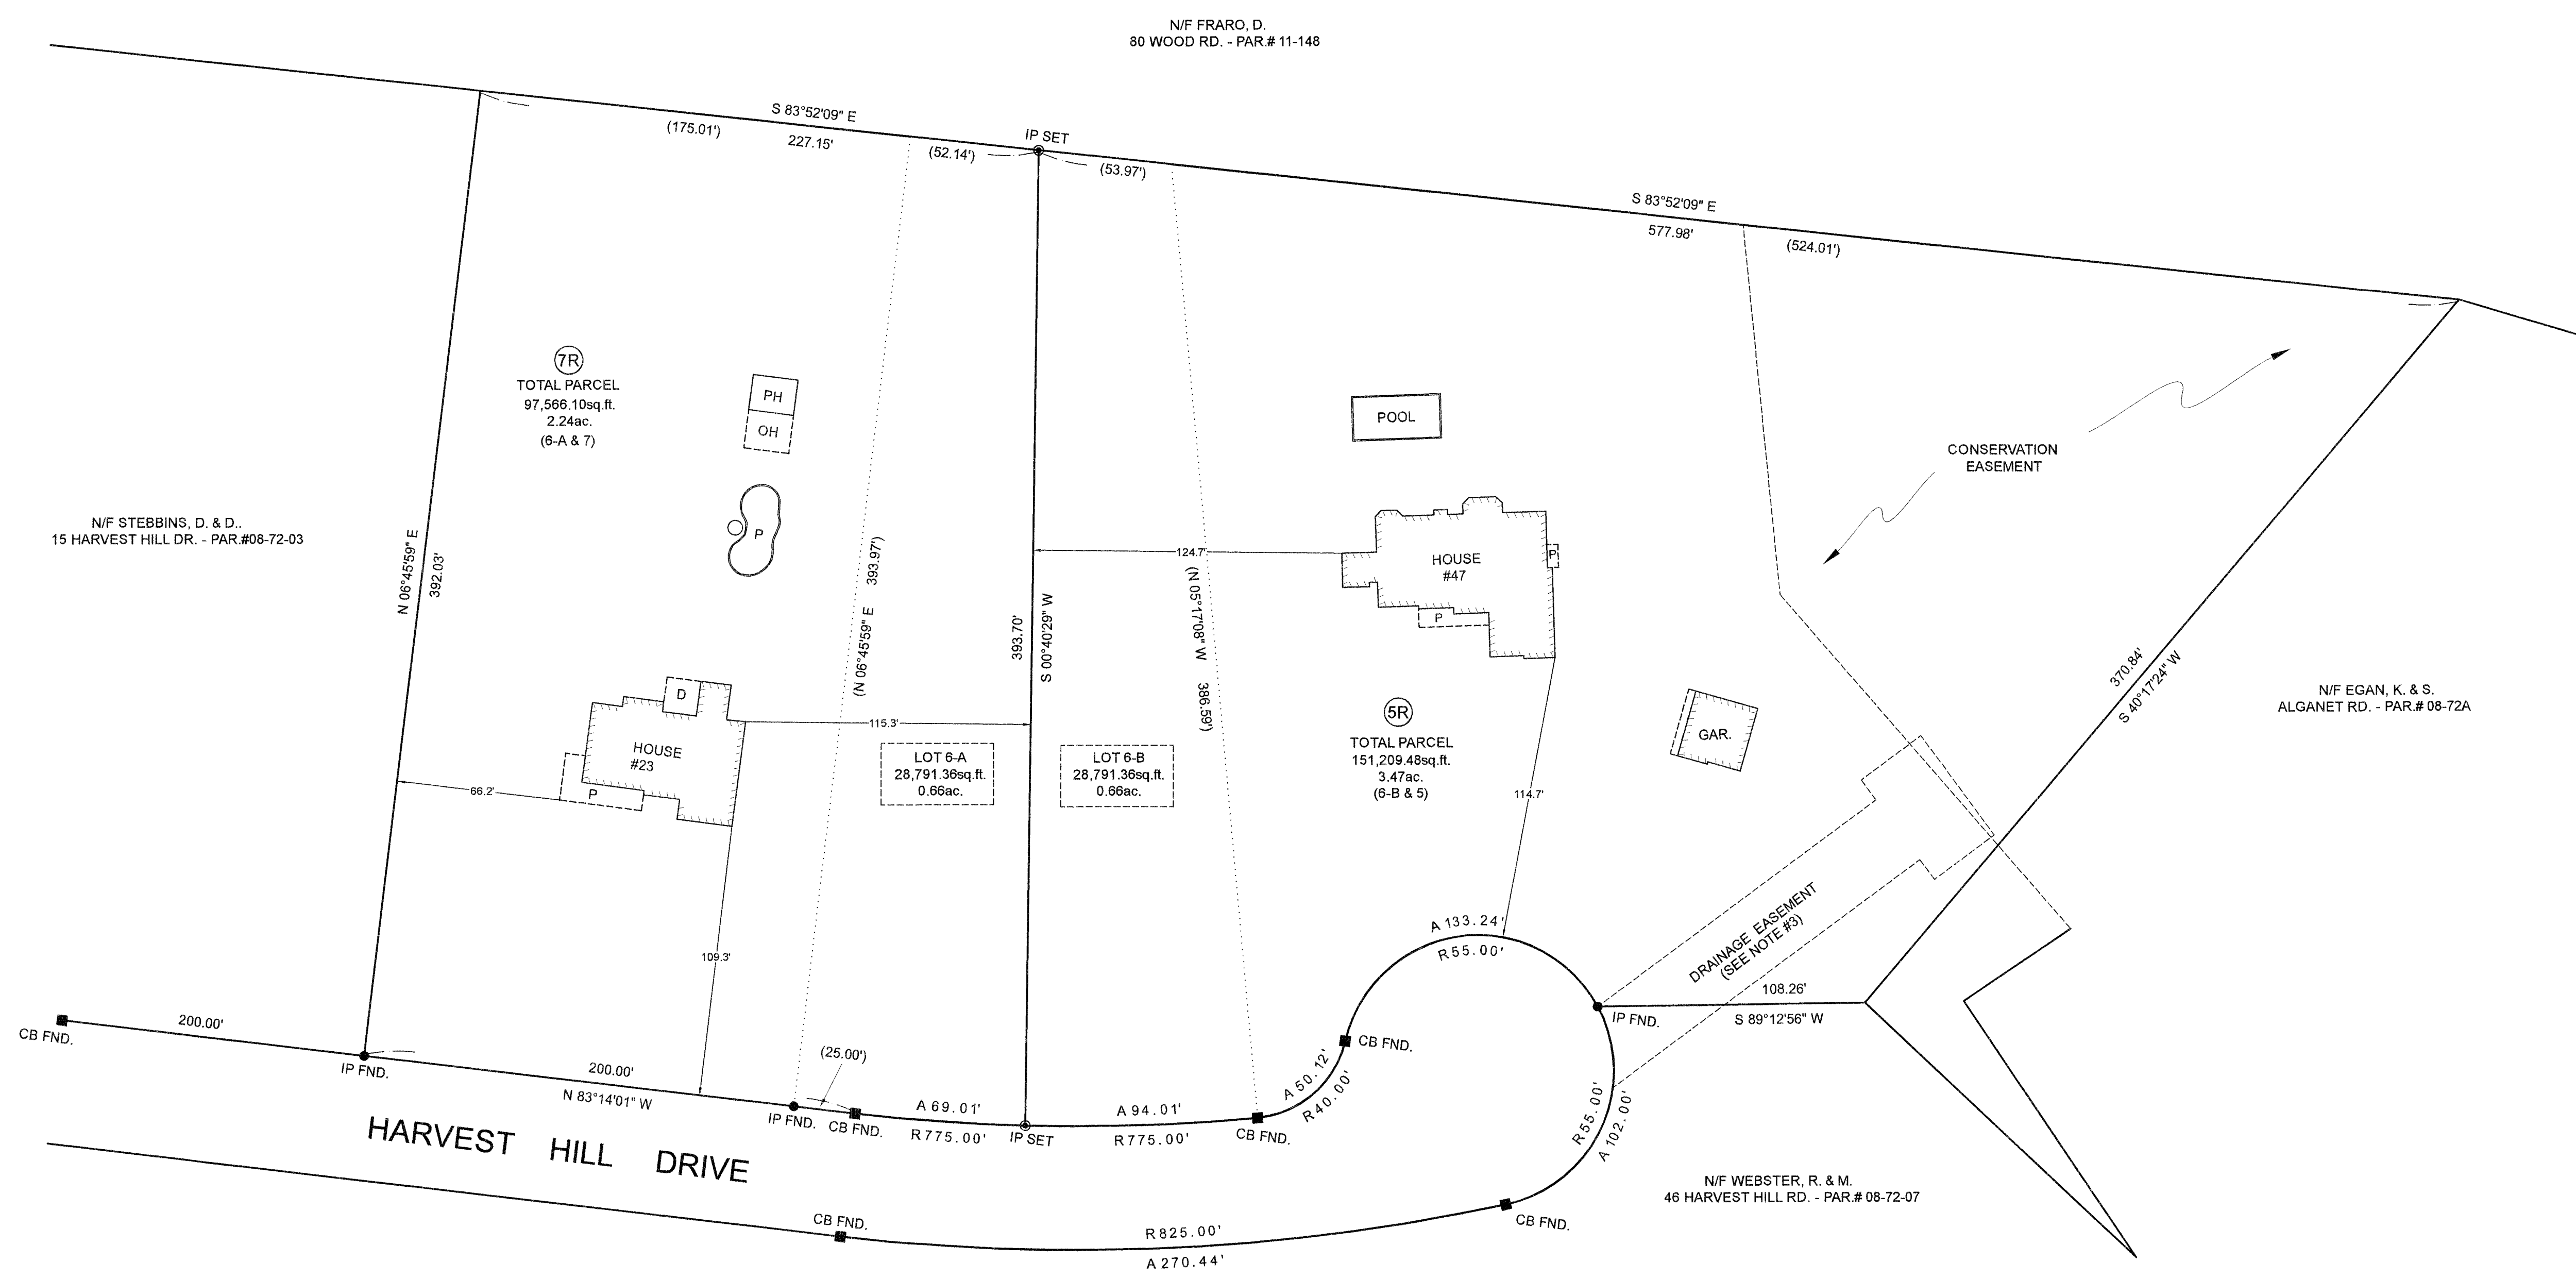 N/F FRARO, D.
80 WOOD RD. - PAR.# 11-148
S 83°52'09" E
(175.01')
227.15'
(52.14')
IP SET
(53.97')
S 83°52'09" E
577.98'
(524.01')
7R
TOTAL PARCEL
97,566.10sq.ft.
2.24ac.
(6-A & 7)
PH
OH
P
POOL
CONSERVATION
EASEMENT
N/F STEBBINS, D. & D..
15 HARVEST HILL DR. - PAR.#08-72-03
N 06°45'59" E
392.03'
(N 06°45'59" E 393.97')
393.70'
S 00°40'29" W
124.7'
(N 05°17'08" W 386.59')
HOUSE
#47
P
P
370.84'
S 40°17'24" W
N/F EGAN, K. & S.
ALGANET RD. - PAR.# 08-72A
D
HOUSE
#23
P
66.2'
115.3'
LOT 6-A
28,791.36sq.ft.
0.66ac.
LOT 6-B
28,791.36sq.ft.
0.66ac.
5R
TOTAL PARCEL
151,209.48sq.ft.
3.47ac.
(6-B & 5)
114.7'
GAR.
109.3'
A 133.24'
R 55.00'
DRAINAGE EASEMENT
(SEE NOTE #3)
108.26'
S 89°12'56" W
IP FND.
CB FND.
200.00'
IP FND.
200.00'
N 83°14'01" W
(25.00')
IP FND.
CB FND.
A 69.01'
R 775.00'
IP SET
A 94.01'
R 775.00'
CB FND.
A 50.12'
R 40.00'
CB FND.
R 55.00'
A 102.00'
HARVEST HILL DRIVE
CB FND.
R 825.00'
A 270.44'
CB FND.
N/F WEBSTER, R. & M.
46 HARVEST HILL RD. - PAR.# 08-72-07